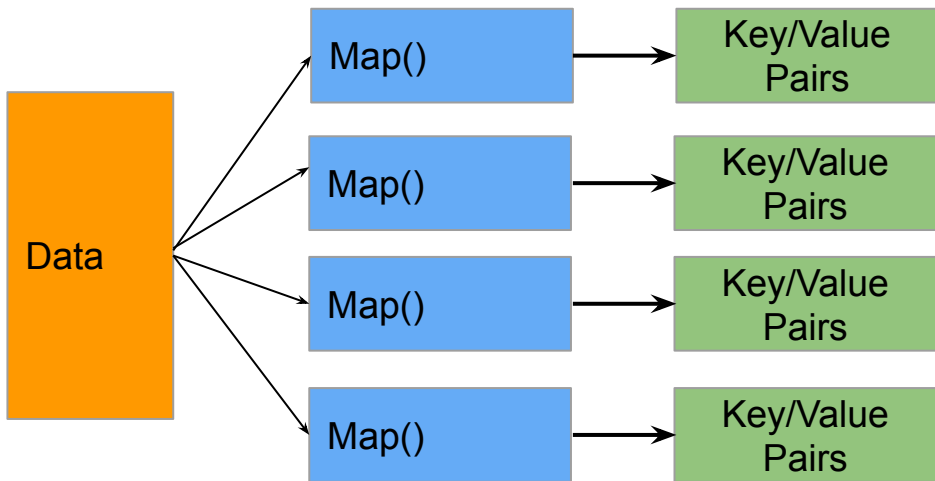 Data
Map()
Key/Value
Pairs
Map()
Key/Value
Pairs
Map()
Key/Value
Pairs
Map()
Key/Value
Pairs